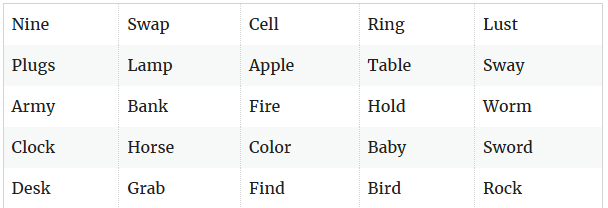 Nine Swap Cell Ring Lust
Plugs Lamp Apple Table Sway
Army Bank Fire Hold Worm
Clock Horse Color Baby Sword
Desk Grab Find Bird Rock